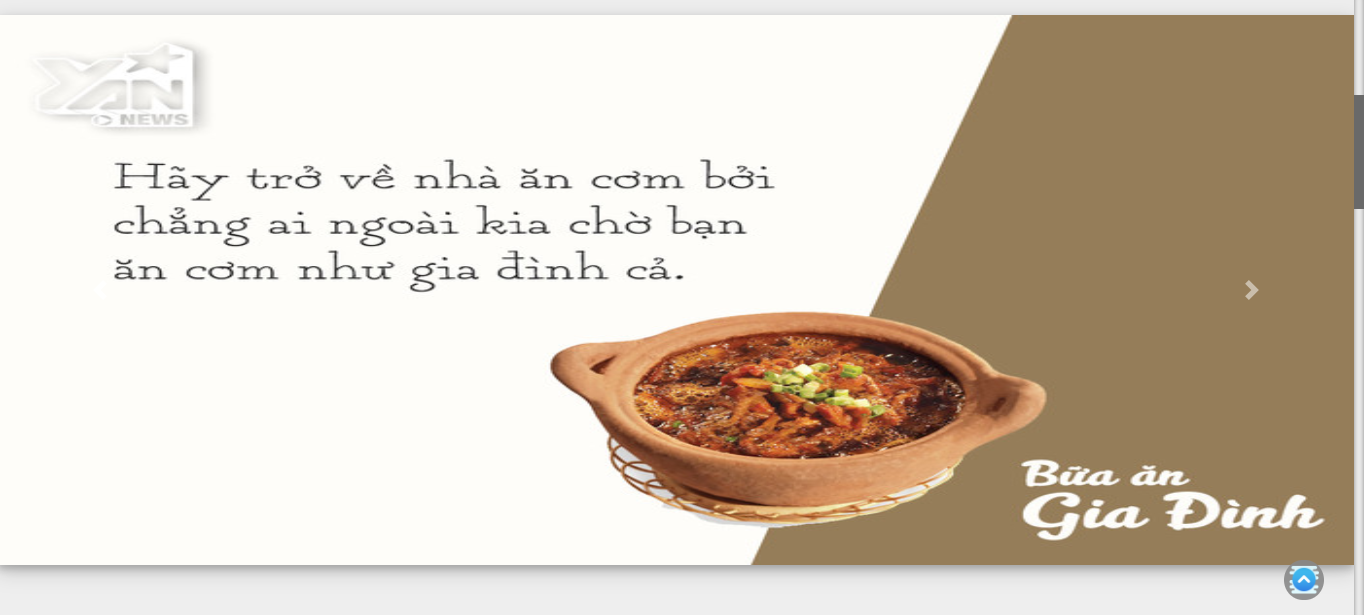 YAN
NEWS
Hãy trở về nhà ăn cơm bởi
chẳng ai ngoài kia chờ bạn
ăn cơm như gia đình cả.
Bữa ăn
Gia Đình